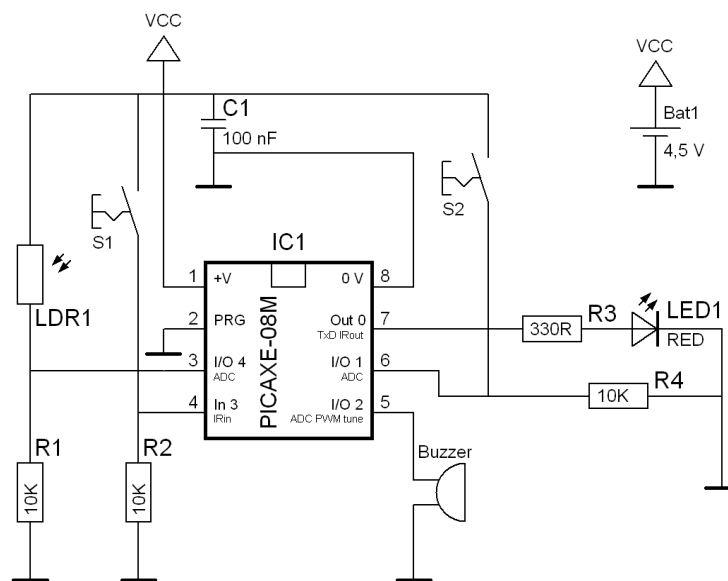 VCC
VCC
C1
100 nF
Bat1
4,5 V
S1
S2
IC1
LDR1
PICAXE-08M
1
+V
0 V
8
2
PRG
Out 0
TxD IRout
7
330R
R3
LED1
RED
3
I/O 4
ADC
I/O 1
ADC
6
4
In 3
IRin
I/O 2
ADC PWM tune
5
10K
R4
R1
10K
R2
10K
Buzzer